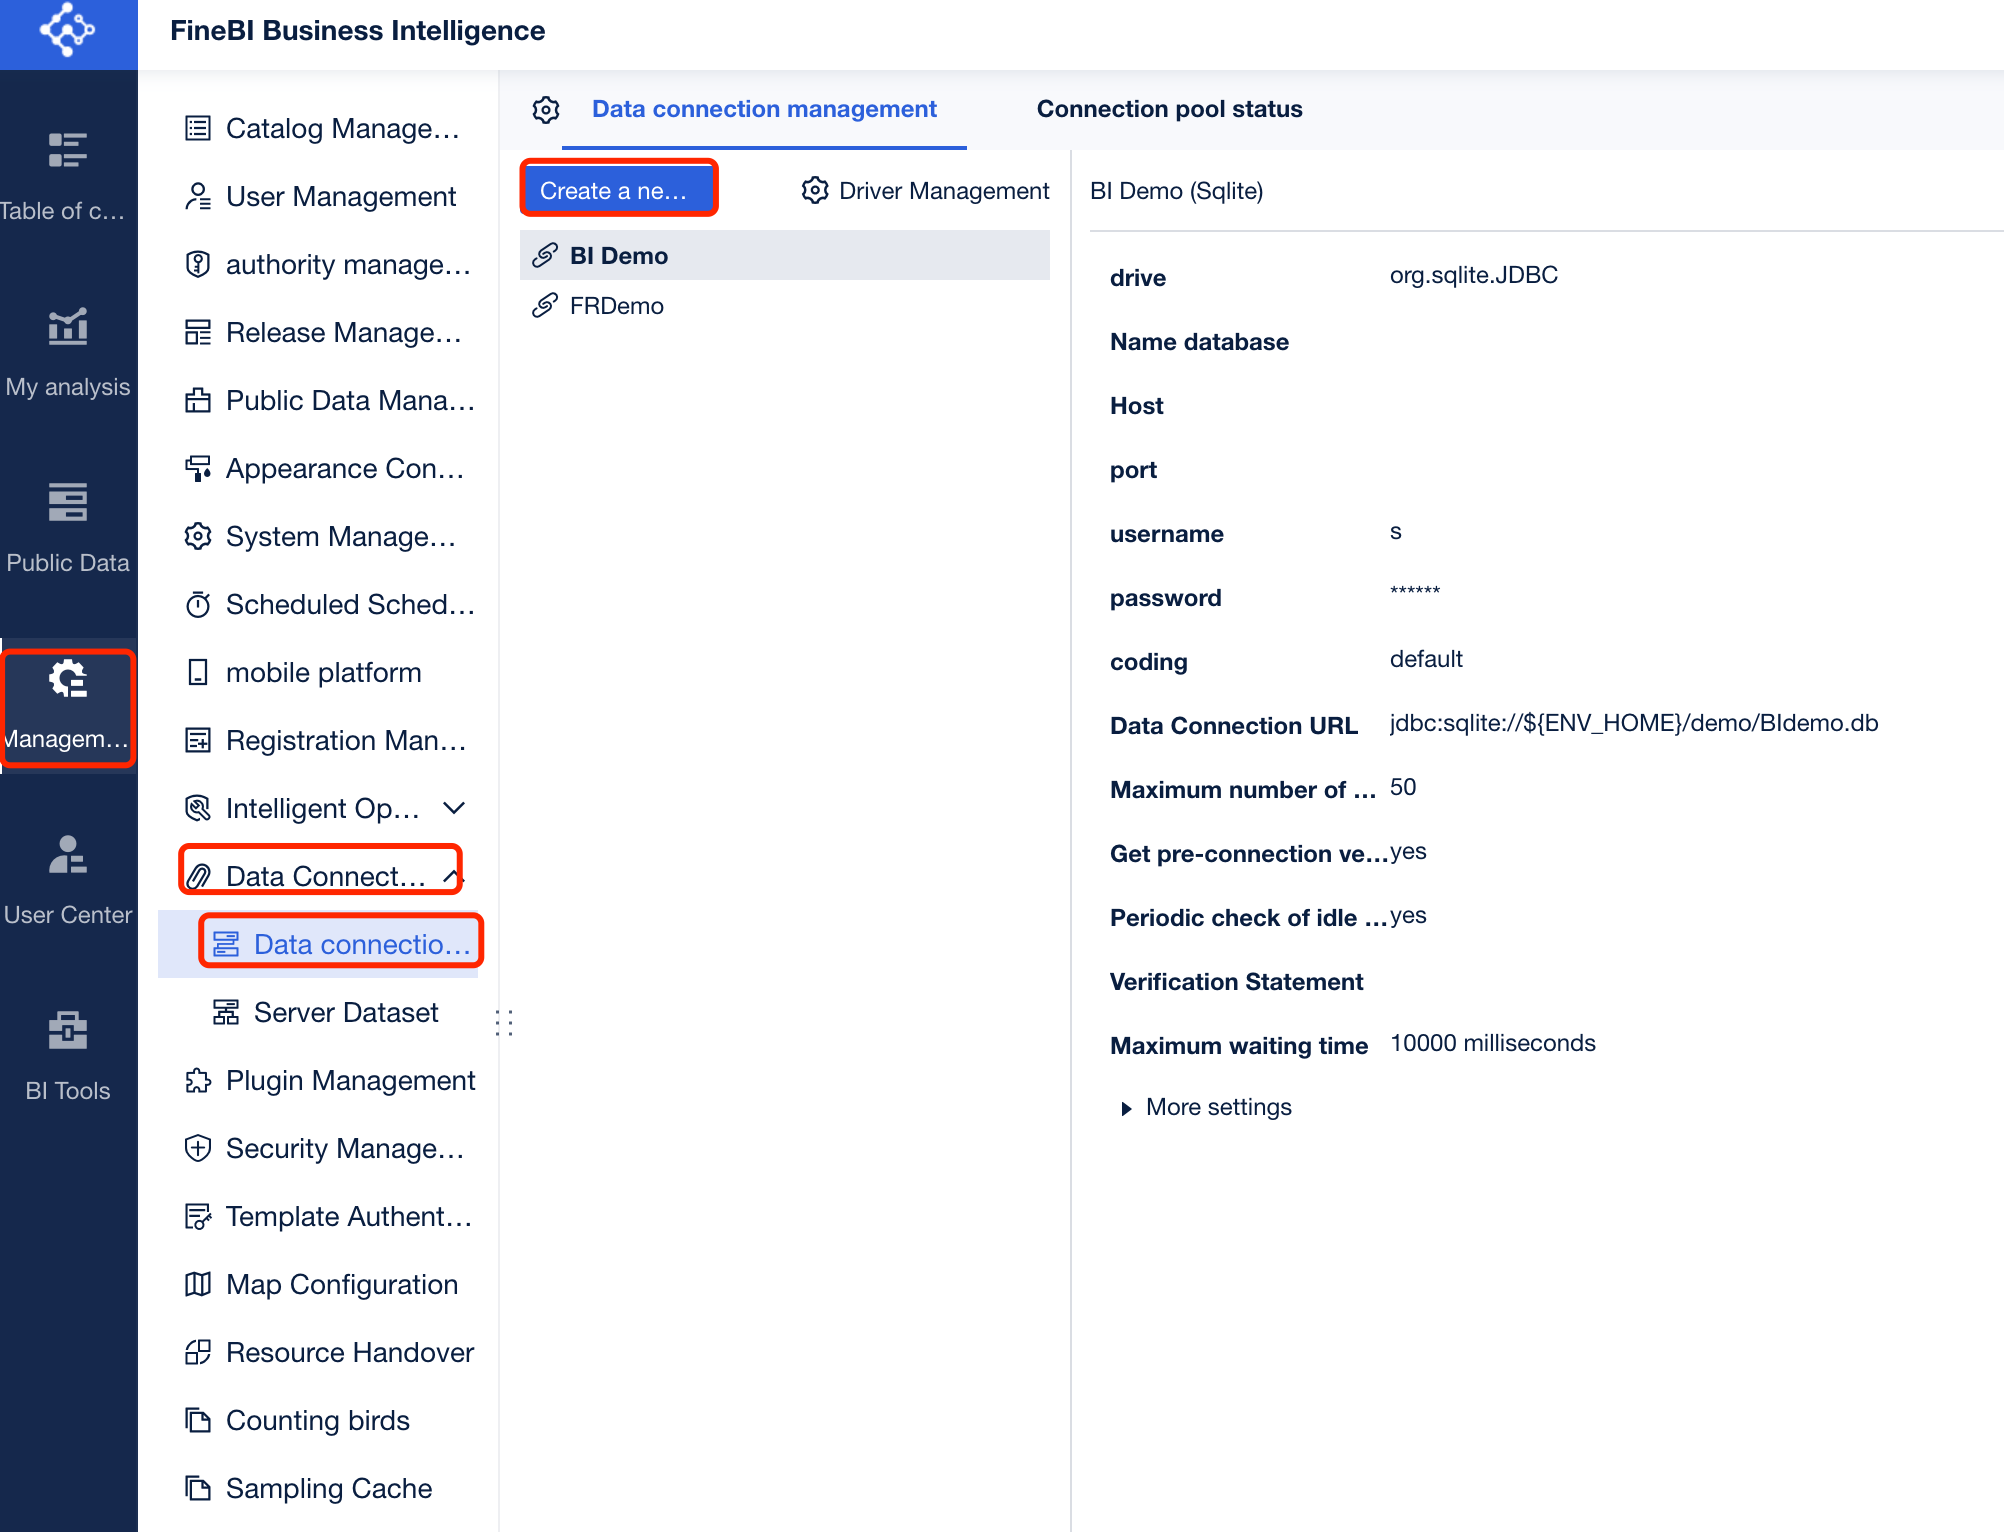 FineBI Business Intelligence
Table of c...
My analysis
Public Data
Managem...
User Center
BI Tools
Catalog Manage...
User Management
authority manage...
Release Manage...
Public Data Mana...
Appearance Con...
System Manage...
Scheduled Sched...
mobile platform
Registration Man...
Intelligent Op...
Data Connect...
Data connectio...
Server Dataset
Plugin Management
Security Manage...
Template Authent...
Map Configuration
Resource Handover
Counting birds
Sampling Cache
Data connection management
Connection pool status
Create a ne...
Driver Management
BI Demo
FRDemo
BI Demo (Sqlite)
drive org.sqlite.JDBC
Name database
Host
port
username s
password ******
coding default
Data Connection URL jdbc:sqlite://${ENV_HOME}/demo/BIdemo.db
Maximum number of ... 50
Get pre-connection ve... yes
Periodic check of idle ... yes
Verification Statement
Maximum waiting time 10000 milliseconds
More settings